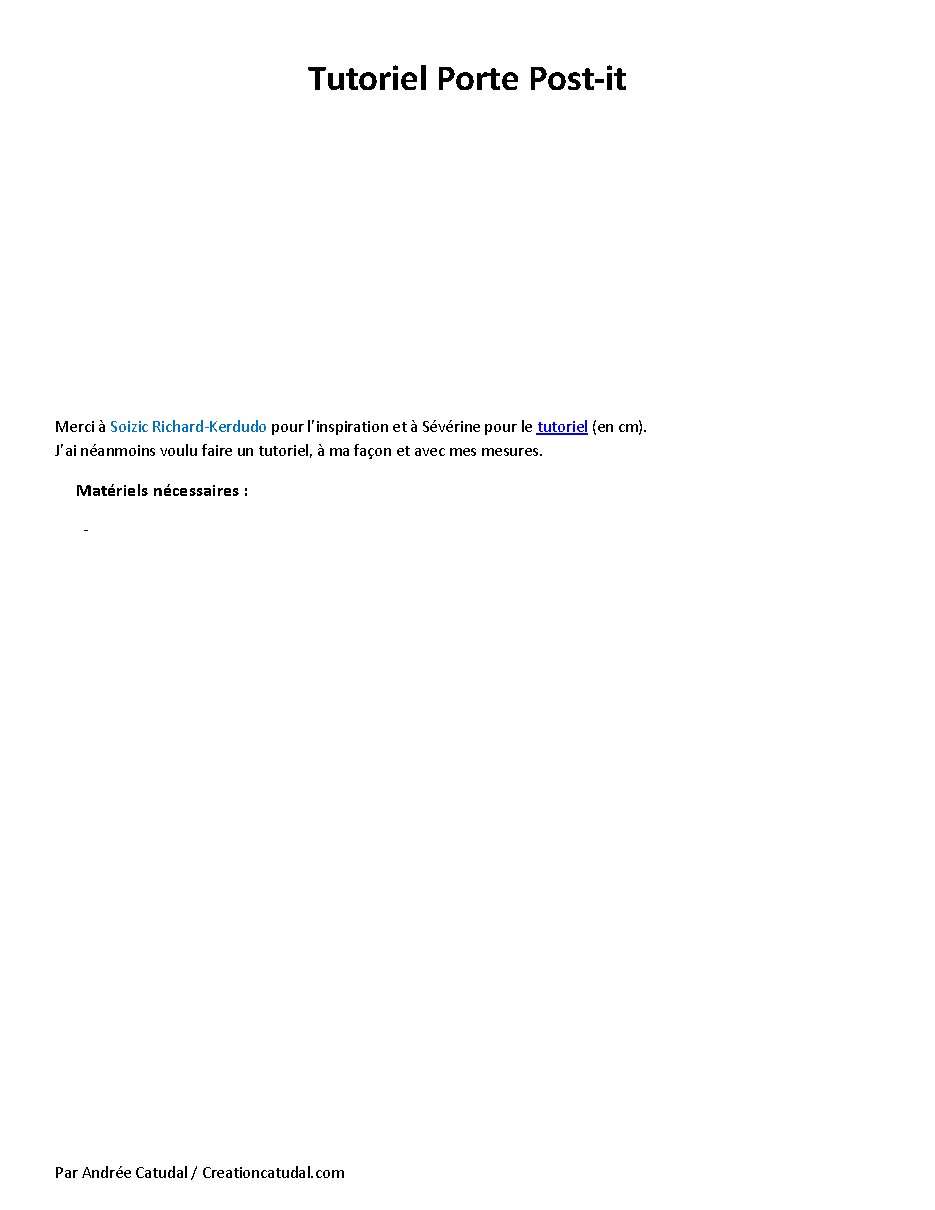 Tutoriel Porte Post-it
Merci à Soizic Richard-Kerdudo pour l’inspiration et à Sévérine pour le tutoriel (en cm).
J’ai néanmoins voulu faire un tutoriel, à ma façon et avec mes mesures.
Matériels nécessaires :
-
Par Andrée Catudal / Creationcatudal.com